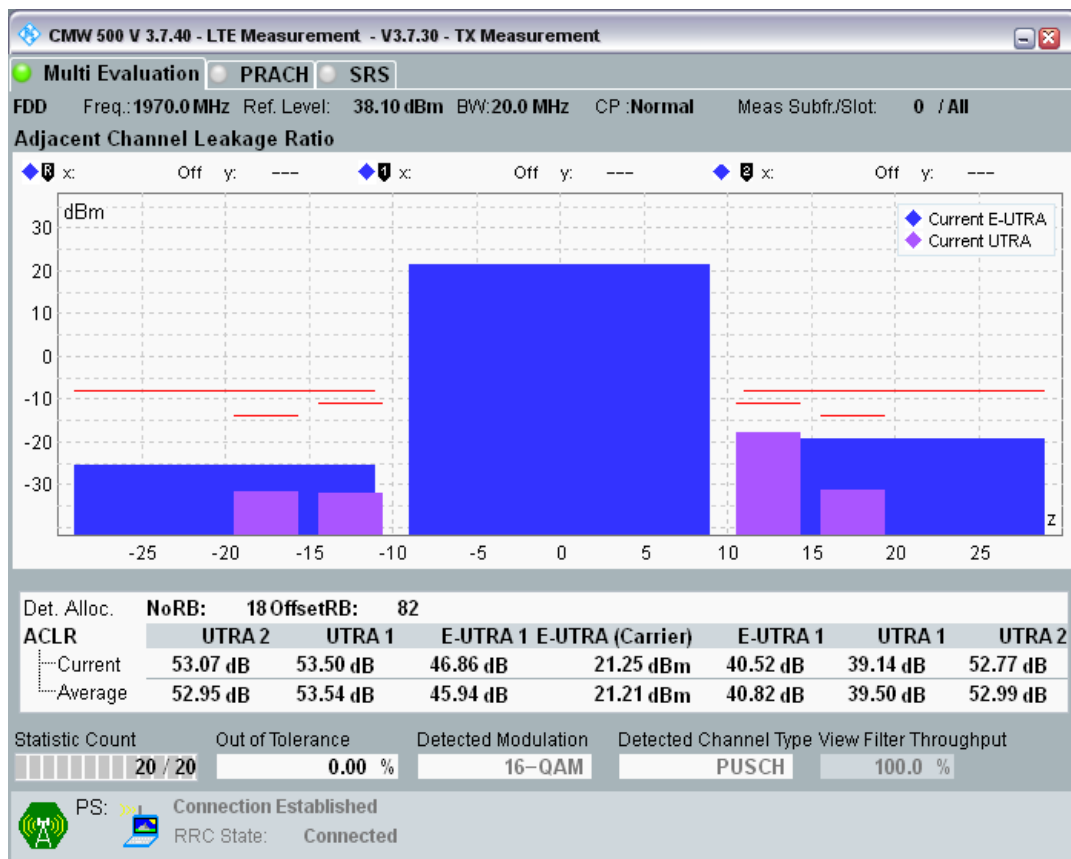 CMW 500 V 3.7.40 - LTE Measurement - V3.7.30 - TX Measurement
Multi Evaluation PRACH SRS
FDD Freq.:1970.0 MHz Ref. Level: 38.10 dBm BW:20.0 MHz CP :Normal Meas Subfr./Slot: 0 / All
Adjacent Channel Leakage Ratio
R x: Off y: --- 1 x: Off y: --- 2 x: Off y: ---
dBm
Current E-UTRA
Current UTRA
30
20
10
0
-10
-20
-30
z
-25 -20 -15 -10 -5 0 5 10 15 20 25
Det. Alloc. NoRB: 18 OffsetRB: 82
ACLR UTRA 2 UTRA 1 E-UTRA 1 E-UTRA (Carrier) E-UTRA 1 UTRA 1 UTRA 2
Current 53.07 dB 53.50 dB 46.86 dB 21.25 dBm 40.52 dB 39.14 dB 52.77 dB
Average 52.95 dB 53.54 dB 45.94 dB 21.21 dBm 40.82 dB 39.50 dB 52.99 dB
Statistic Count Out of Tolerance Detected Modulation Detected Channel Type View Filter Throughput
20 / 20 0.00 % 16-QAM PUSCH 100.0 %
PS: Connection Established
RRC State: Connected